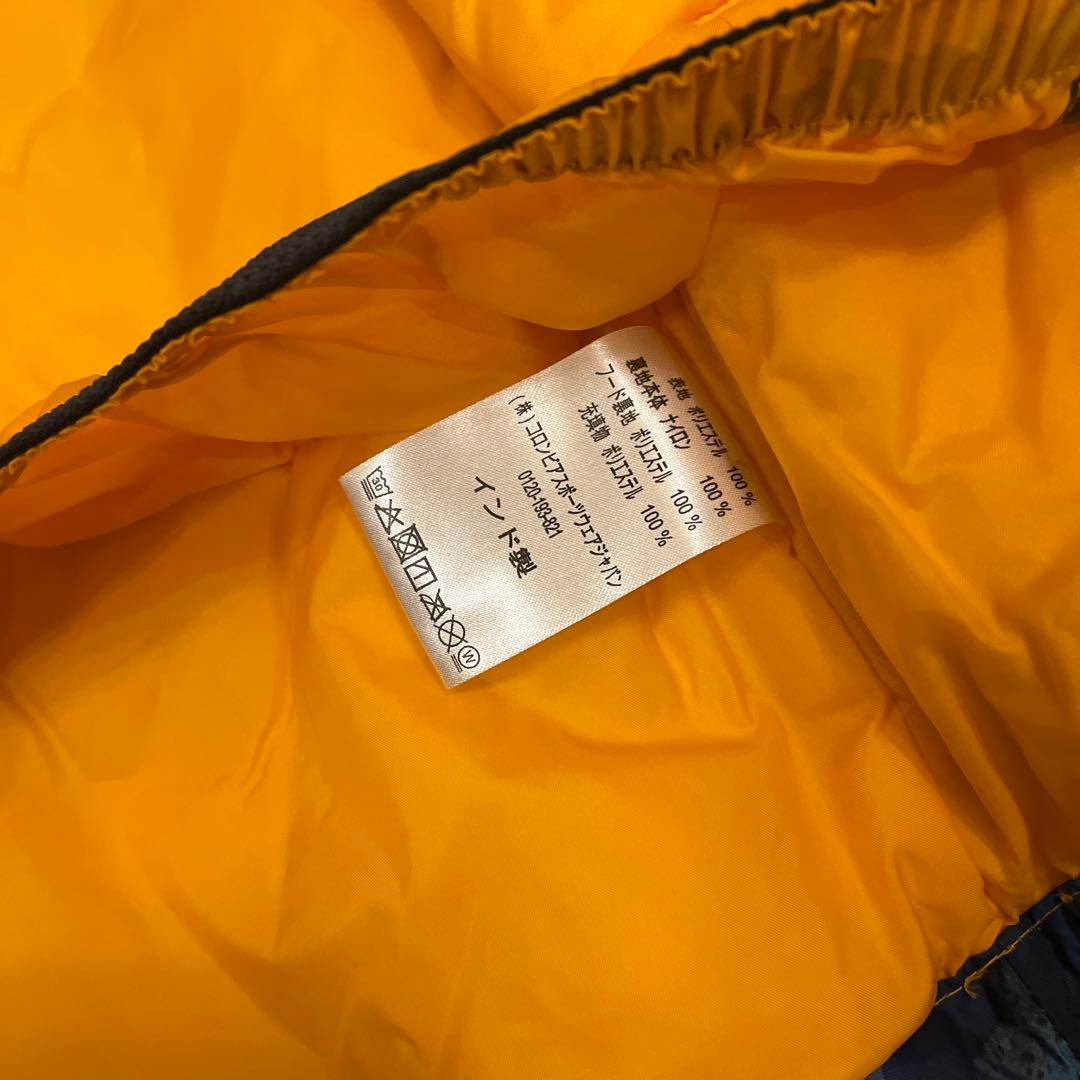 表地 ポリエステル 100%
裏地本体 ナイロン 100%
フード裏地 ポリエステル 100%
充填物 ポリエステル 100%
(株)コロンビアスポーツウェアジャパン
0120-193-821
インド製
30
W